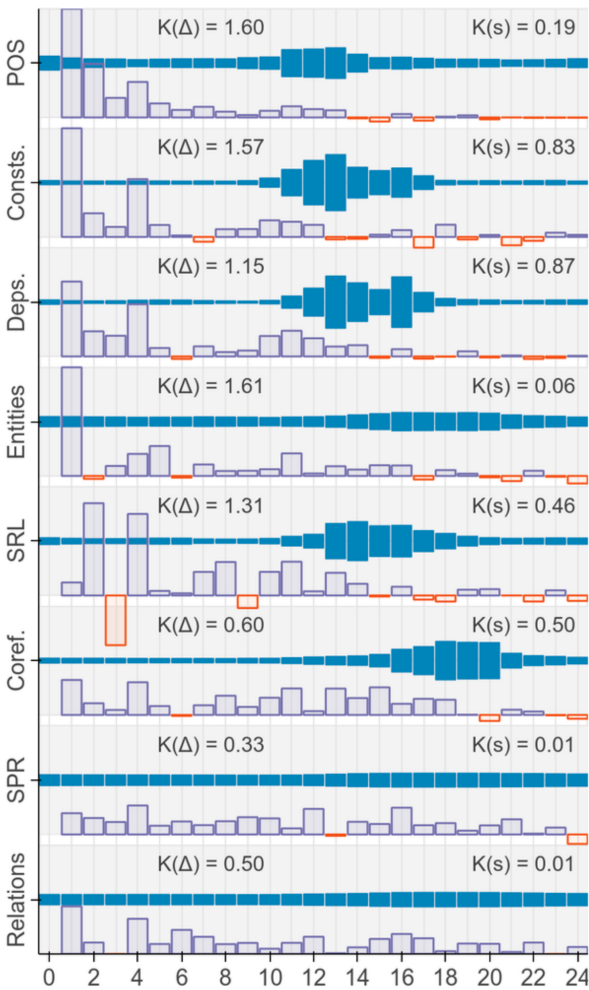 POS K(Δ) = 1.60 K(s) = 0.19
Consts. K(Δ) = 1.57 K(s) = 0.83
Deps. K(Δ) = 1.15 K(s) = 0.87
Entities K(Δ) = 1.61 K(s) = 0.06
SRL K(Δ) = 1.31 K(s) = 0.46
Coref. K(Δ) = 0.60 K(s) = 0.50
SPR K(Δ) = 0.33 K(s) = 0.01
Relations K(Δ) = 0.50 K(s) = 0.01
0 2 4 6 8 10 12 14 16 18 20 22 24